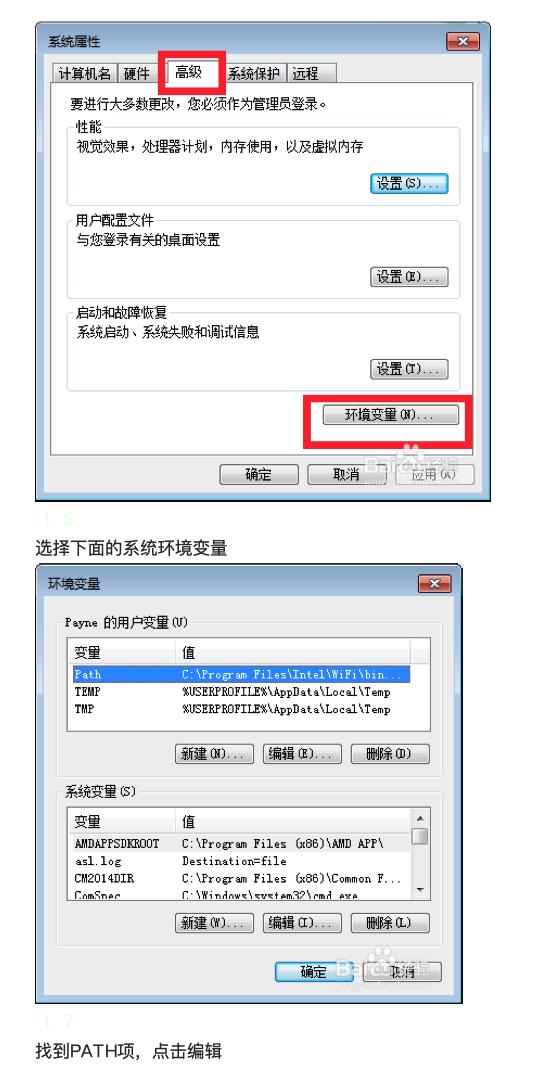 系统属性
计算机名 硬件 高级 系统保护 远程
要进行大多数更改，您必须作为管理员登录。
性能
视觉效果，处理器计划，内存使用，以及虚拟内存
设置(S)...
用户配置文件
与您登录有关的桌面设置
设置(E)...
启动和故障恢复
系统启动、系统失败和调试信息
设置(T)...
环境变量(N)...
确定 取消 应用(A)
1. 6
选择下面的系统环境变量
环境变量
Payne 的用户变量(U)
变量 值
Path C:\Program Files\Intel\WiFi\bin...
TEMP %USERPROFILE%\AppData\Local\Temp
TMP %USERPROFILE%\AppData\Local\Temp
新建(N)... 编辑(E)... 删除(D)
系统变量(S)
变量 值
AMDAPPSDKROOT C:\Program Files (x86)\AMD APP\
asl.log Destination=file
CM2014DIR C:\Program Files (x86)\Common F...
ComSpec C:\Windows\system32\cmd.exe
新建(W)... 编辑(I)... 删除(L)
确定 取消
1. 7
找到PATH项，点击编辑